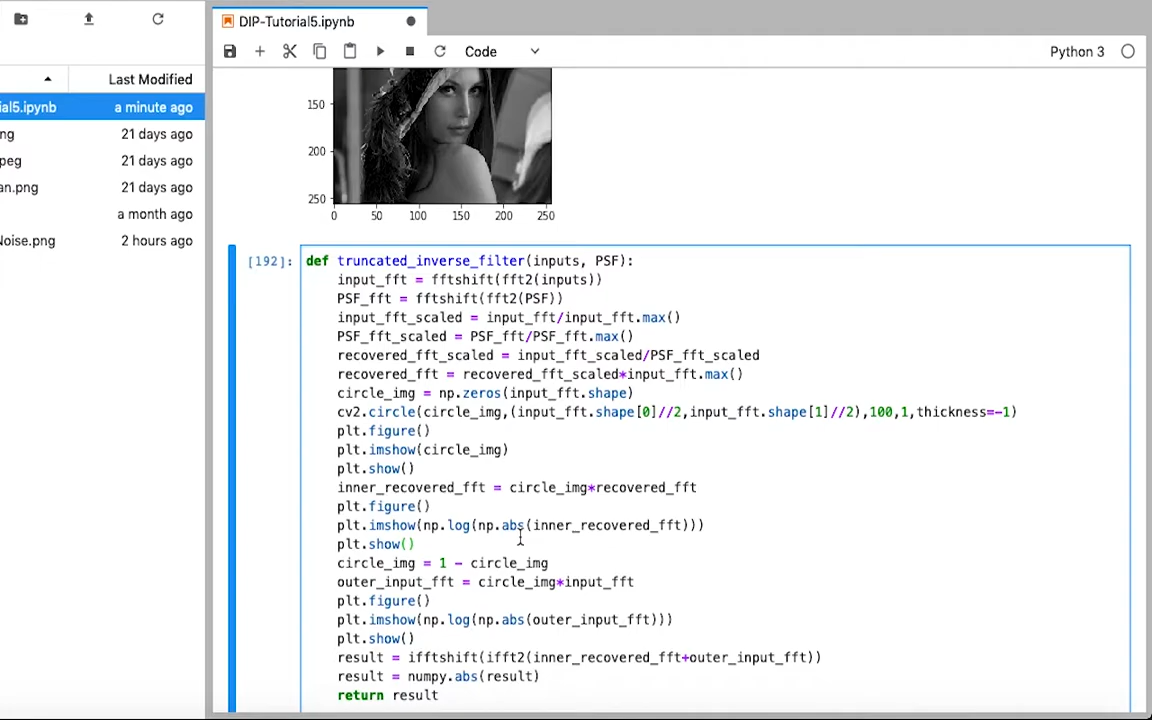 DIP-Tutorial5.ipynb
Code
Python 3
Last Modified
ial5.ipynb a minute ago
ng 21 days ago
peg 21 days ago
an.png 21 days ago
a month ago
Noise.png 2 hours ago
150
200
250
0 50 100 150 200 250
[192]: def truncated_inverse_filter(inputs, PSF):
input_fft = fftshift(fft2(inputs))
PSF_fft = fftshift(fft2(PSF))
input_fft_scaled = input_fft/input_fft.max()
PSF_fft_scaled = PSF_fft/PSF_fft.max()
recovered_fft_scaled = input_fft_scaled/PSF_fft_scaled
recovered_fft = recovered_fft_scaled*input_fft.max()
circle_img = np.zeros(input_fft.shape)
cv2.circle(circle_img,(input_fft.shape[0]//2,input_fft.shape[1]//2),100,1,thickness=-1)
plt.figure()
plt.imshow(circle_img)
plt.show()
inner_recovered_fft = circle_img*recovered_fft
plt.figure()
plt.imshow(np.log(np.abs(inner_recovered_fft)))
plt.show()
circle_img = 1 - circle_img
outer_input_fft = circle_img*input_fft
plt.figure()
plt.imshow(np.log(np.abs(outer_input_fft)))
plt.show()
result = ifftshift(ifft2(inner_recovered_fft+outer_input_fft))
result = numpy.abs(result)
return result